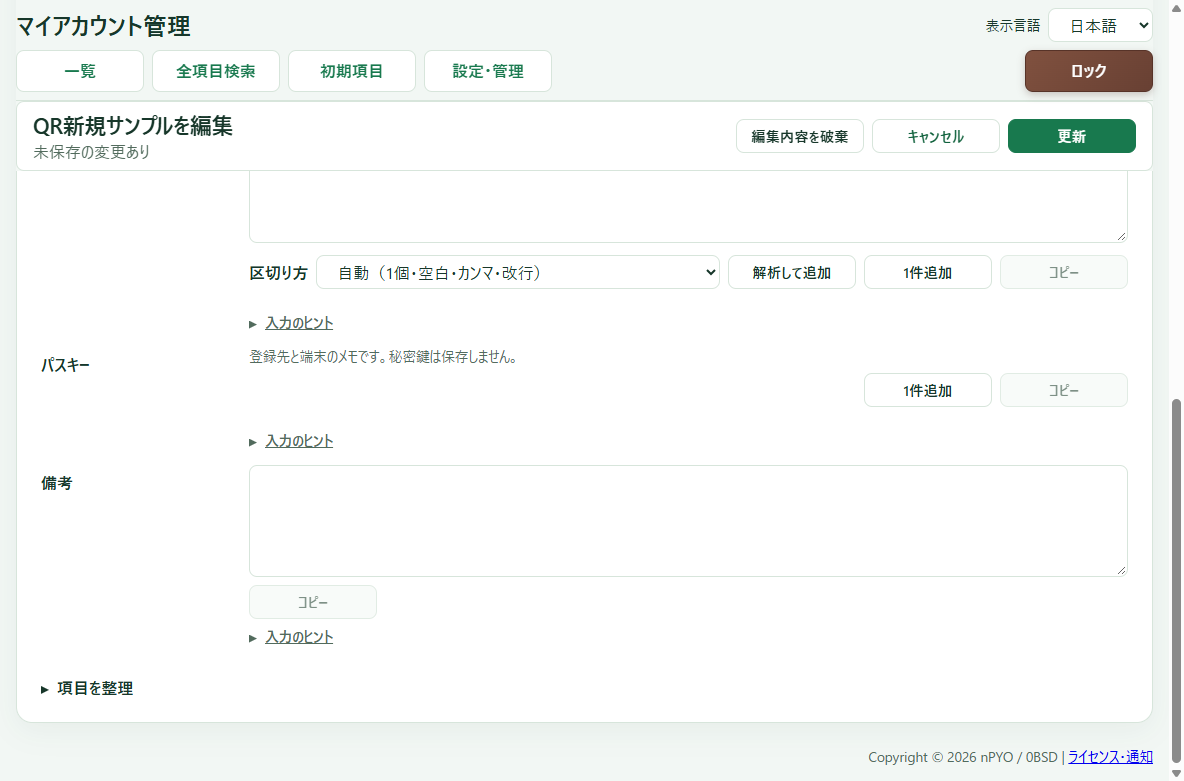 マイアカウント管理
表示言語 日本語
一覧 全項目検索 初期項目 設定・管理 ロック
QR新規サンプルを編集
未保存の変更あり
編集内容を破棄 キャンセル 更新
区切り方 自動（1個・空白・カンマ・改行） 解析して追加 1件追加 コピー
入力のヒント
パスキー
登録先と端末のメモです。秘密鍵は保存しません。
1件追加 コピー
入力のヒント
備考
コピー
入力のヒント
項目を整理
Copyright © 2026 nPYO / 0BSD | ライセンス・通知